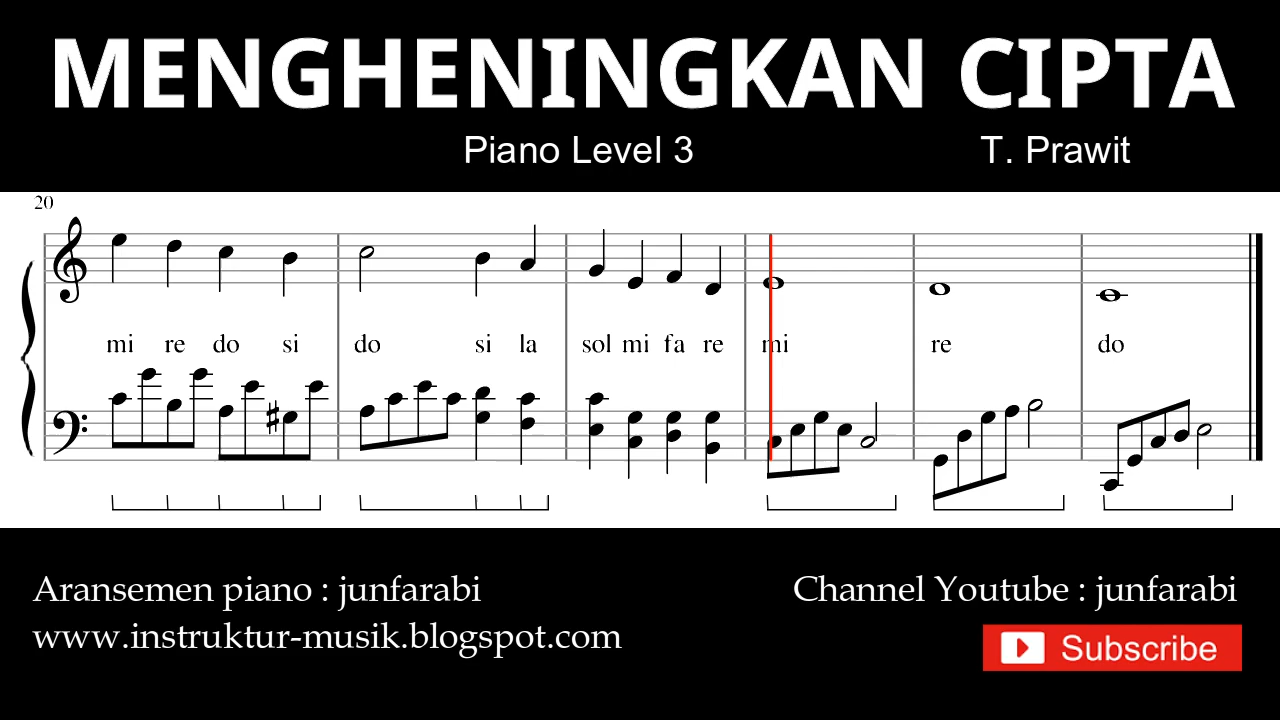 MENGHENINGKAN CIPTA
Piano Level 3 T. Prawit
20
mi re do si do si la sol mi fa re mi re do
Aransemen piano : junfarabi
www.instruktur-musik.blogspot.com
Channel Youtube : junfarabi
Subscribe